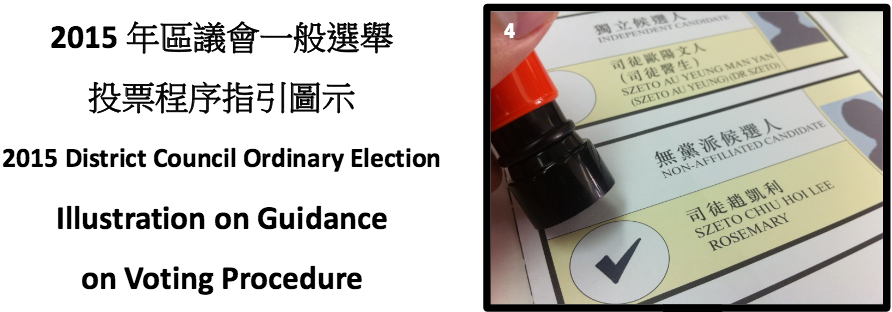 2015 年區議會一般選舉
投票程序指引圖示
2015 District Council Ordinary Election
Illustration on Guidance
on Voting Procedure
4
獨立候選人
INDEPENDENT CANDIDATE
司徒歐陽文人
(司徒醫生)
SZETO AU YEUNG MAN YAN
(SZETO AU YEUNG) (DR SZETO)
無黨派候選人
NON-AFFILIATED CANDIDATE
司徒趙凱利
SZETO CHIU HOI LEE
ROSEMARY